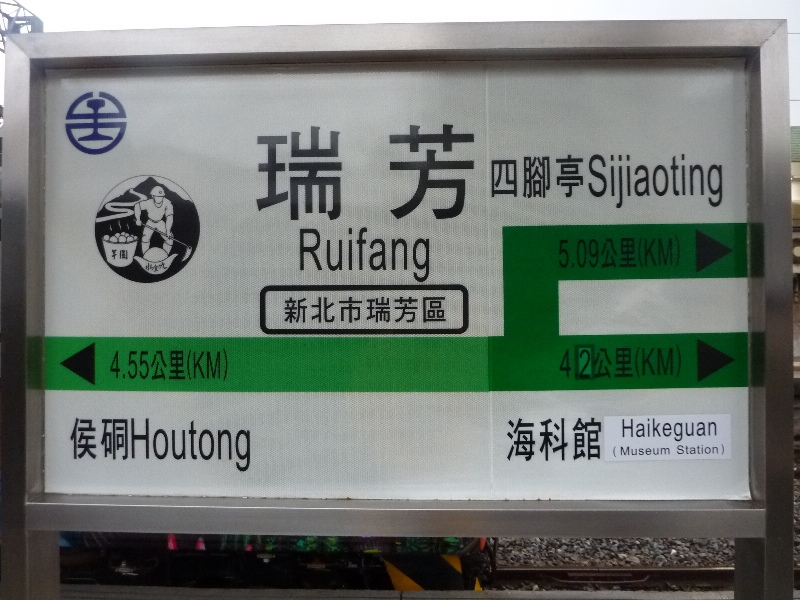 瑞芳
Ruifang
新北市瑞芳區
四腳亭Sijiaoting
5.09公里(KM)
4.55公里(KM)
4 2公里(KM)
侯硐Houtong
海科館
Haikeguan
(Museum Station)